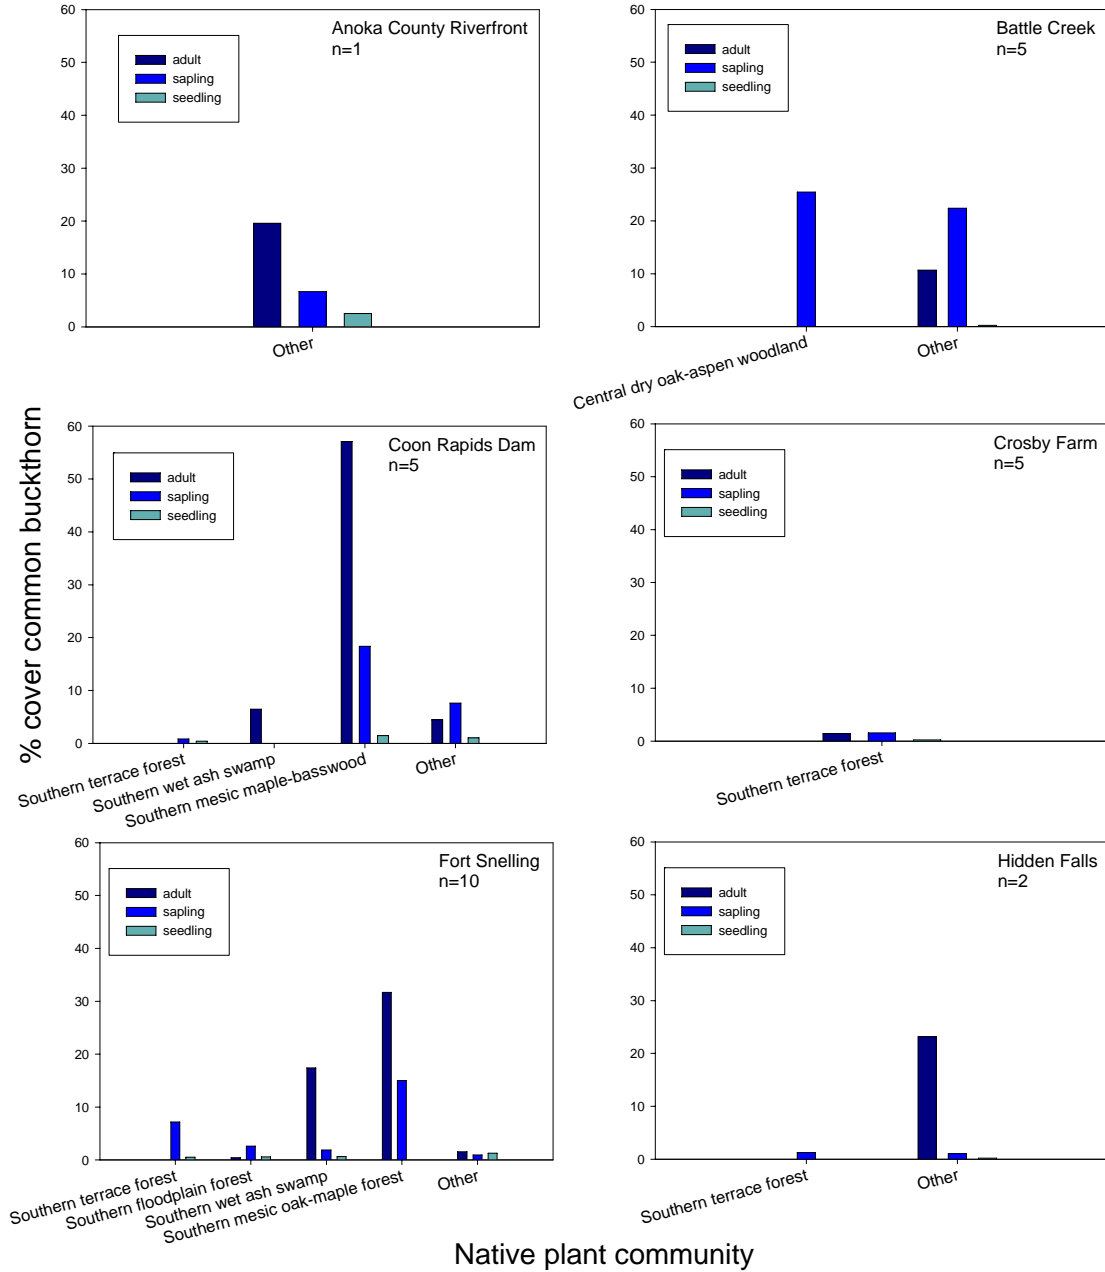 60
50
40
30
20
10
0
adult
sapling
seedling
Anoka County Riverfront
n=1
Other
60
50
40
30
20
10
0
adult
sapling
seedling
Battle Creek
n=5
Central dry oak-aspen woodland
Other
% cover common buckthorn
60
50
40
30
20
10
0
adult
sapling
seedling
Coon Rapids Dam
n=5
Southern terrace forest
Southern wet ash swamp
Southern mesic maple-basswood
Other
60
50
40
30
20
10
0
adult
sapling
seedling
Crosby Farm
n=5
Southern terrace forest
60
50
40
30
20
10
0
adult
sapling
seedling
Fort Snelling
n=10
Southern terrace forest
Southern floodplain forest
Southern wet ash swamp
Southern mesic oak-maple forest
Other
60
50
40
30
20
10
0
adult
sapling
seedling
Hidden Falls
n=2
Southern terrace forest
Other
Native plant community